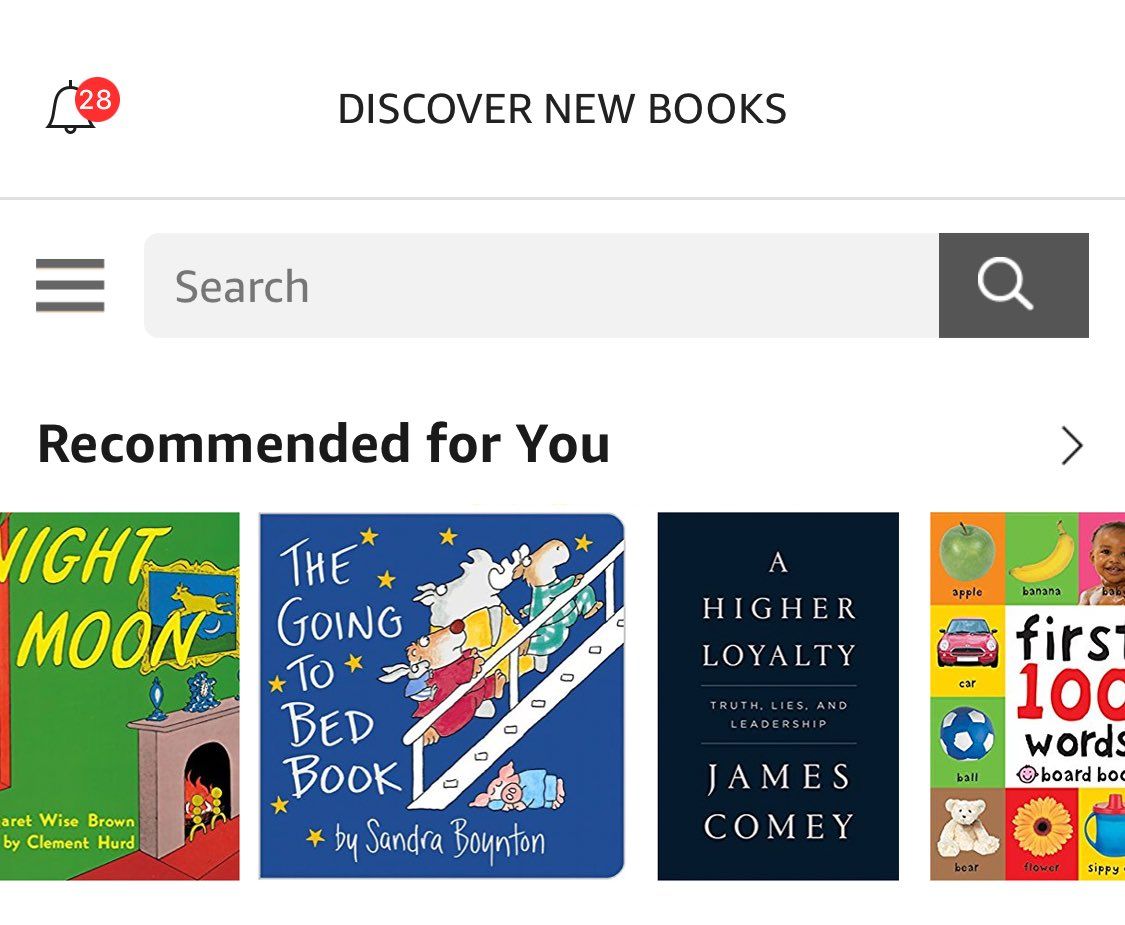 28
DISCOVER NEW BOOKS
Search
Recommended for You
NIGHT
MOON
aret Wise Brown
by Clement Hurd
THE
GOING
TO
BED
BOOK
by Sandra Boynton
A
HIGHER
LOYALTY
TRUTH, LIES, AND
LEADERSHIP
JAMES
COMEY
apple
banana
bab
car
first
100
words
board boo
ball
bear
flower
sippy